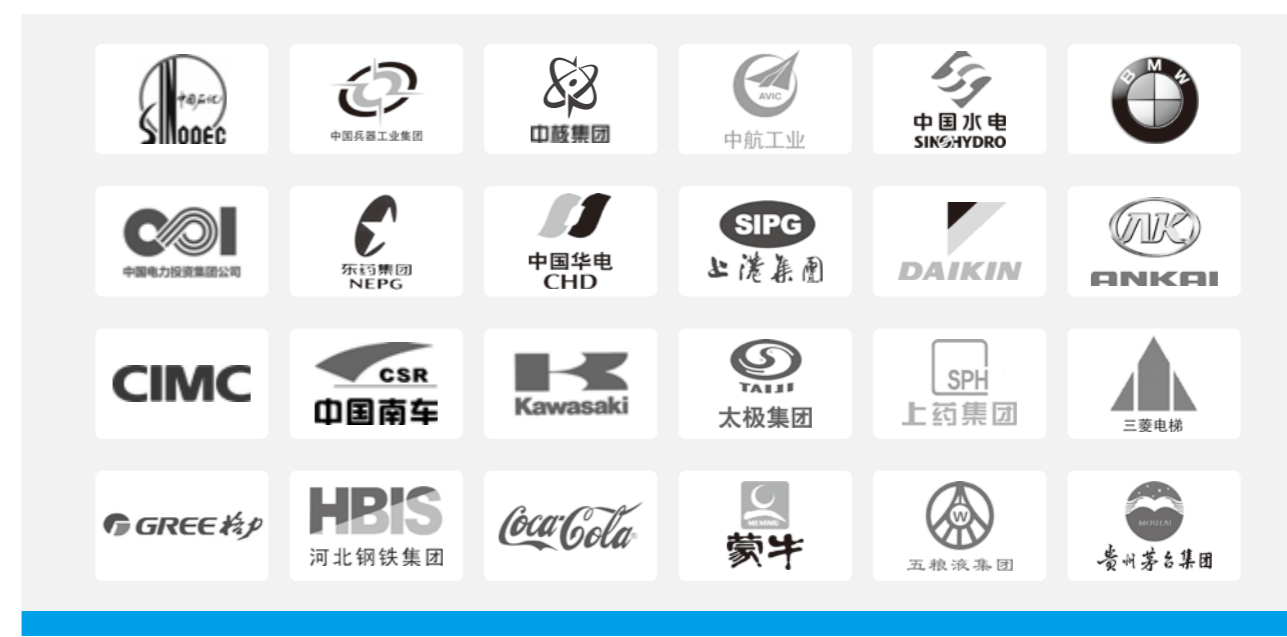 中国石化
SINOPEC
中国兵器工业集团
中核集团
AVIC
中航工业
中国水电
SINOHYDRO
BMW
中国电力投资集团公司
东药集团
NEPG
中国华电
CHD
SIPG
上港集團
DAIKIN
ANKAI
CIMC
CSR
中国南车
Kawasaki
TAIJI
太极集团
SPH
上药集团
三菱电梯
GREE 格力
HBIS
河北钢铁集团
Coca-Cola
MENGNIU
蒙牛
W
五粮液集团
MOUTAI
贵州茅台集团